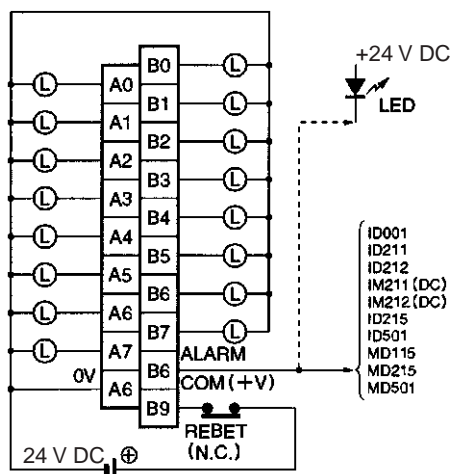 +24 V DC
LED
B0
L
A0
L
B1
L
A1
L
B2
L
A2
L
B3
L
A3
L
B4
L
A4
L
B5
L
A5
L
B6
L
A6
L
B7
L
A7
L
ALARM
0V
B6
COM (+V)
A6
B9
REBET
(N.C.)
24 V DC
⊕
ID001
ID211
ID212
IM211 (DC)
IM212 (DC)
ID215
ID501
MD115
MD215
MD501